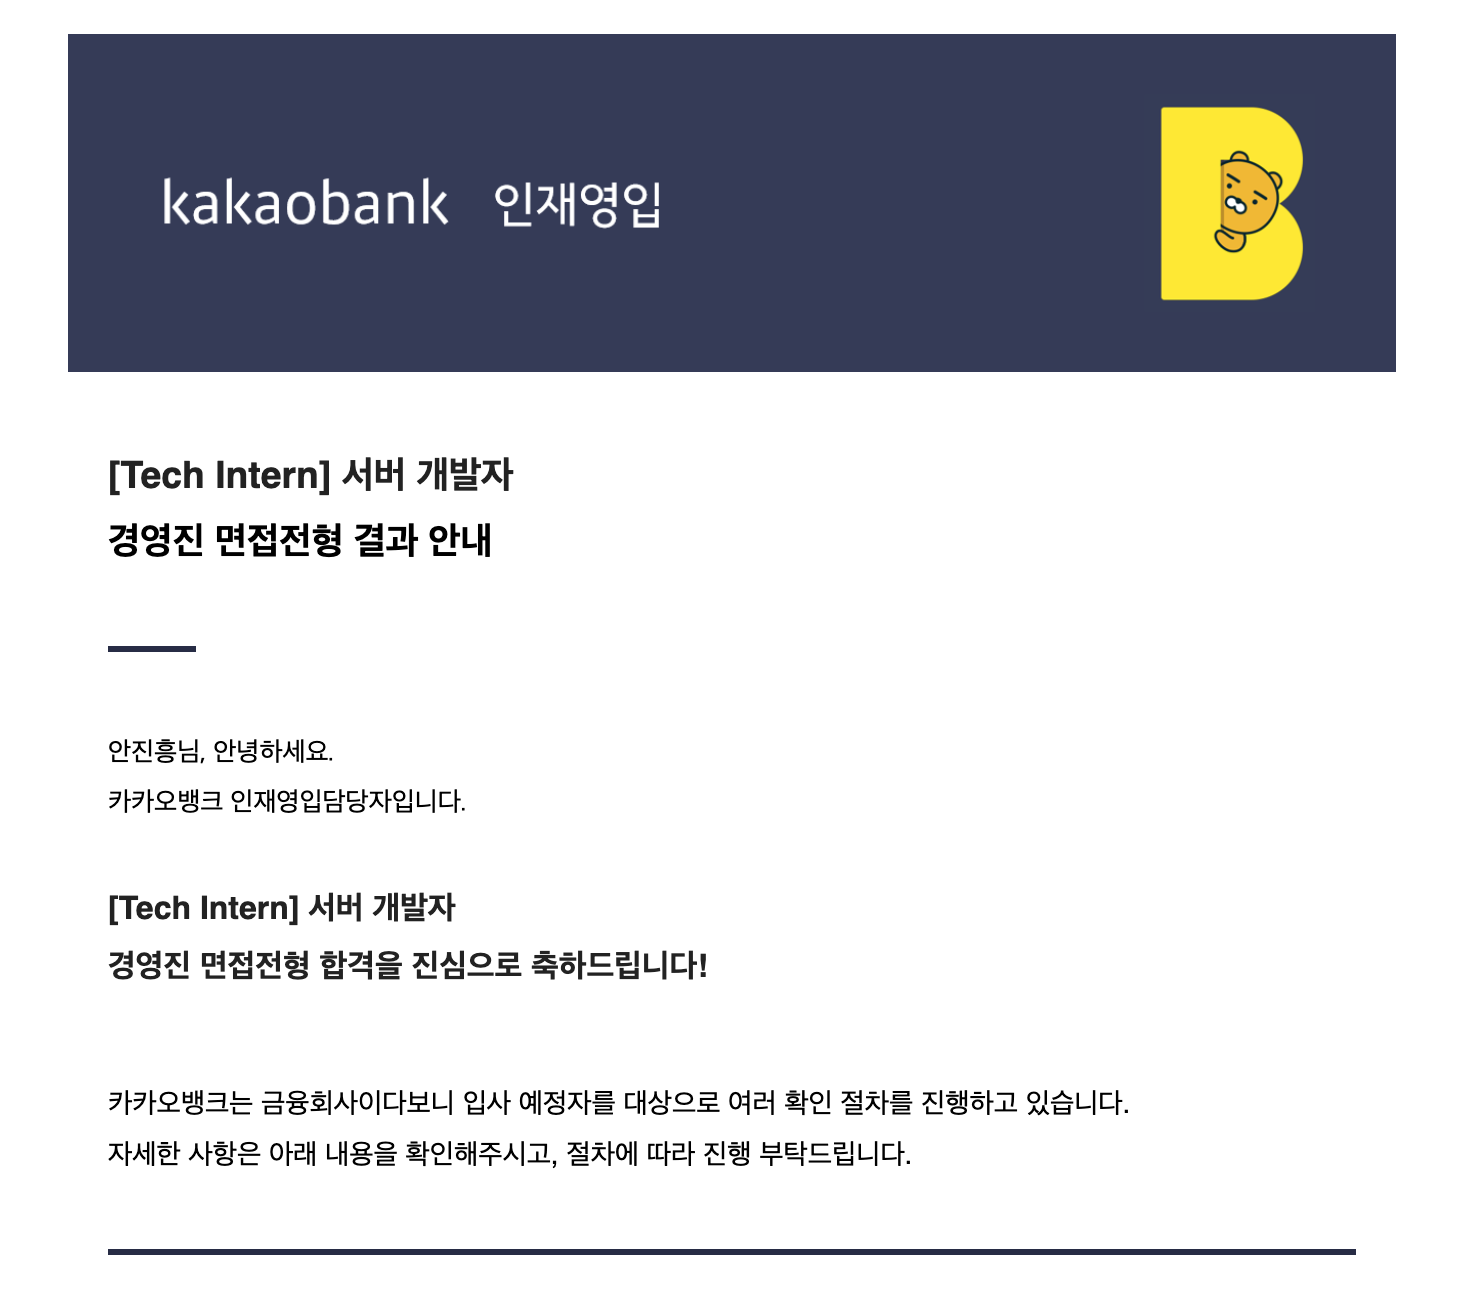 kakaobank 인재영입
[Tech Intern] 서버 개발자
경영진 면접전형 결과 안내
안진흥님, 안녕하세요.
카카오뱅크 인재영입담당자입니다.
[Tech Intern] 서버 개발자
경영진 면접전형 합격을 진심으로 축하드립니다!
카카오뱅크는 금융회사이다보니 입사 예정자를 대상으로 여러 확인 절차를 진행하고 있습니다.
자세한 사항은 아래 내용을 확인해주시고, 절차에 따라 진행 부탁드립니다.